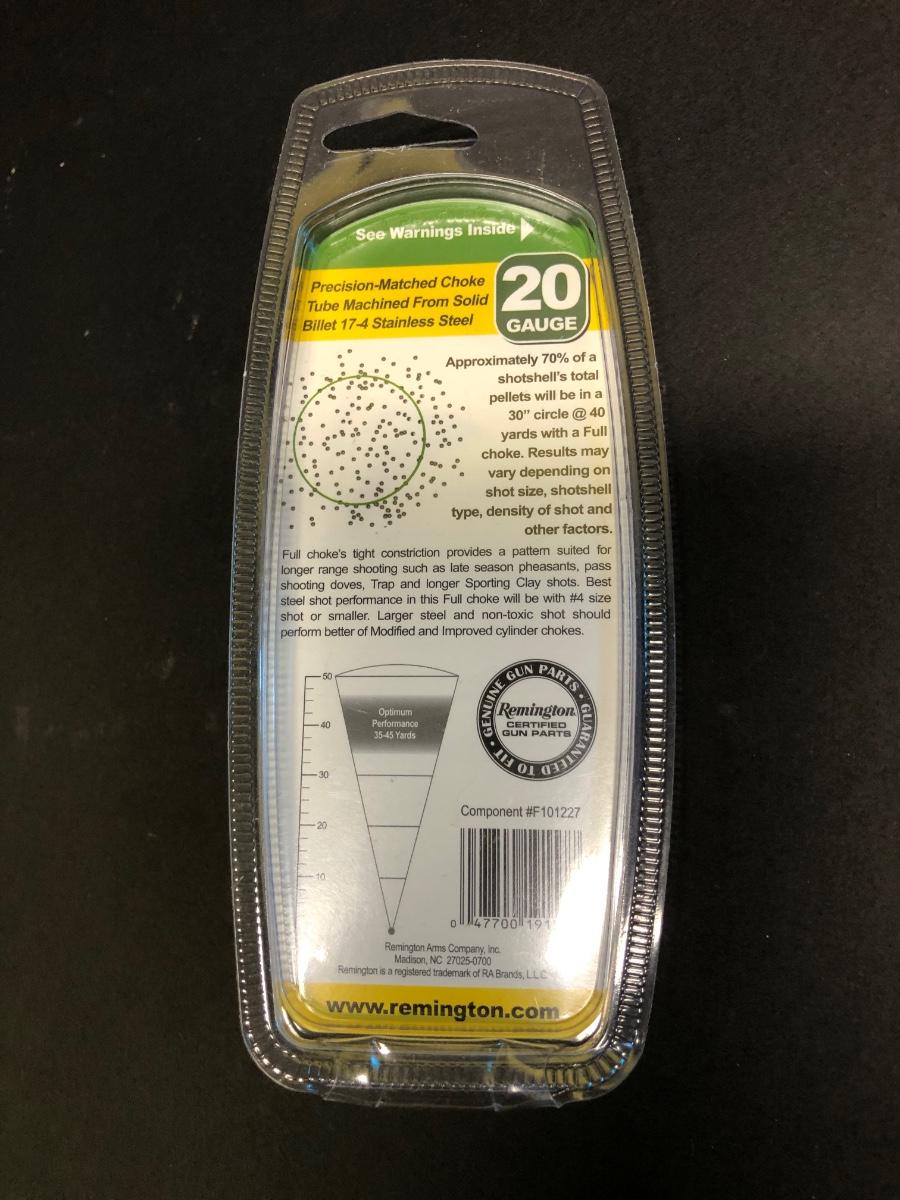 See Warnings Inside
Precision-Matched Choke
Tube Machined From Solid
Billet 17-4 Stainless Steel
20
GAUGE
Approximately 70% of a
shotshell's total
pellets will be in a
30" circle @ 40
yards with a Full
choke. Results may
vary depending on
shot size, shotshell
type, density of shot and
other factors.
Full choke's tight constriction provides a pattern suited for
longer range shooting such as late season pheasants, pass
shooting doves, Trap and longer Sporting Clay shots. Best
steel shot performance in this Full choke will be with #4 size
shot or smaller. Larger steel and non-toxic shot should
perform better of Modified and Improved cylinder chokes.
50
40
30
20
10
Optimum
Performance
35-45 Yards
GENUINE GUN PARTS • GUARANTEED TO FIT •
Remington
CERTIFIED
GUN PARTS
Component #F101227
0 47700 191
Remington Arms Company, Inc.
Madison, NC 27025-0700
Remington is a registered trademark of RA Brands, L.L.C.
www.remington.com